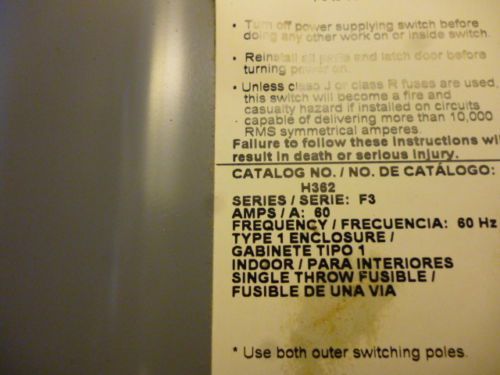 • Turn off power supplying switch before
doing any other work on or inside switch.
• Reinstall all parts and latch door before
turning power on.
• Unless class J or class R fuses are used,
this switch will become a fire and
casualty hazard if installed on circuits
capable of delivering more than 10,000
RMS symmetrical amperes.
Failure to follow these instructions wi
result in death or serious injury.
CATALOG NO. / NO. DE CATÁLOGO:
H362
SERIES / SERIE: F3
AMPS / A: 60
FREQUENCY / FRECUENCIA: 60 Hz
TYPE 1 ENCLOSURE /
GABINETE TIPO 1
INDOOR / PARA INTERIORES
SINGLE THROW FUSIBLE /
FUSIBLE DE UNA VIA
* Use both outer switching poles.